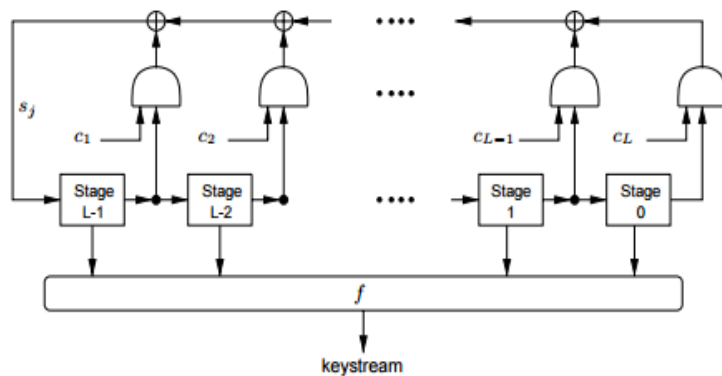 s_j
c_1
c_2
c_{L-1}
c_L
Stage
L-1
Stage
L-2
Stage
1
Stage
0
f
keystream